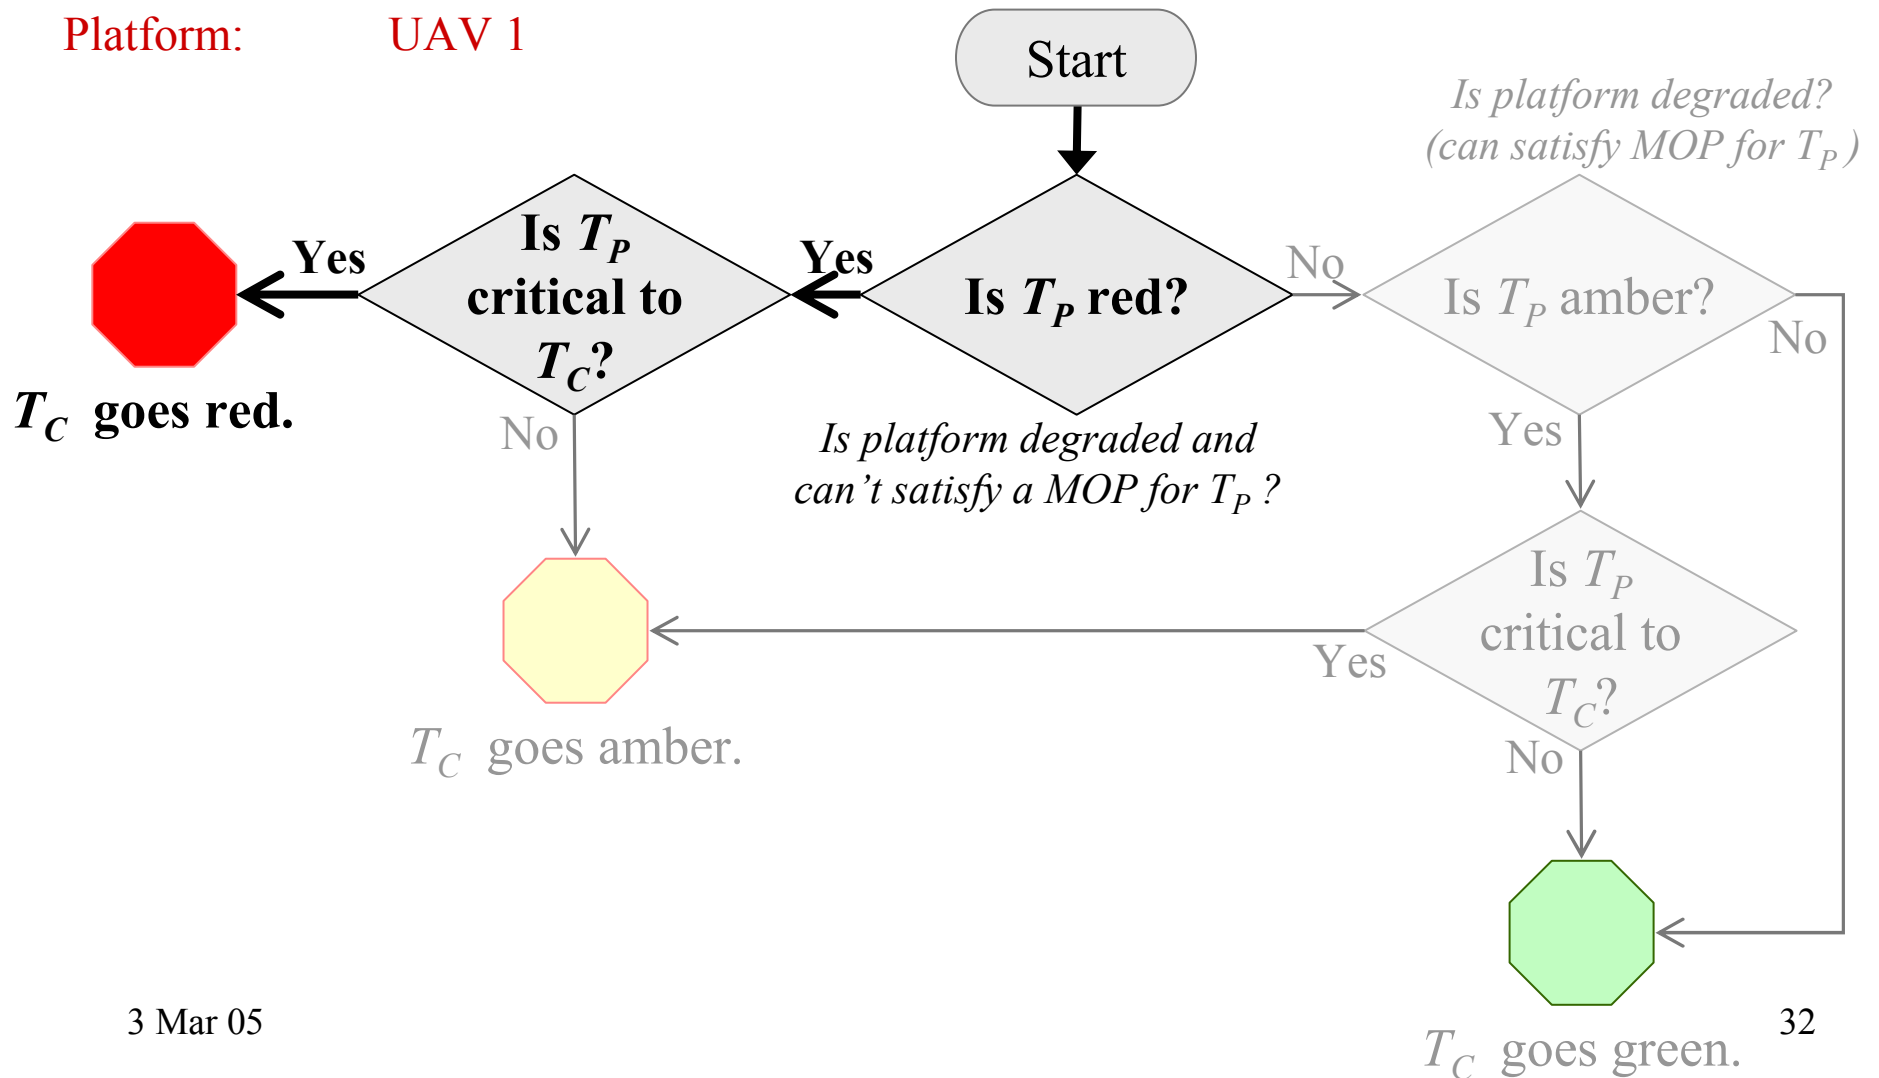 Platform: UAV 1
Start
Is platform degraded?
(can satisfy MOP for TP )
Is TP
critical to
TC?
Yes
Yes
Is TP red?
No
Is TP amber?
No
TC goes red.
No
Is platform degraded and
can’t satisfy a MOP for TP ?
Yes
Is TP
critical to
TC?
Yes
TC goes amber.
No
TC goes green.
3 Mar 05
32